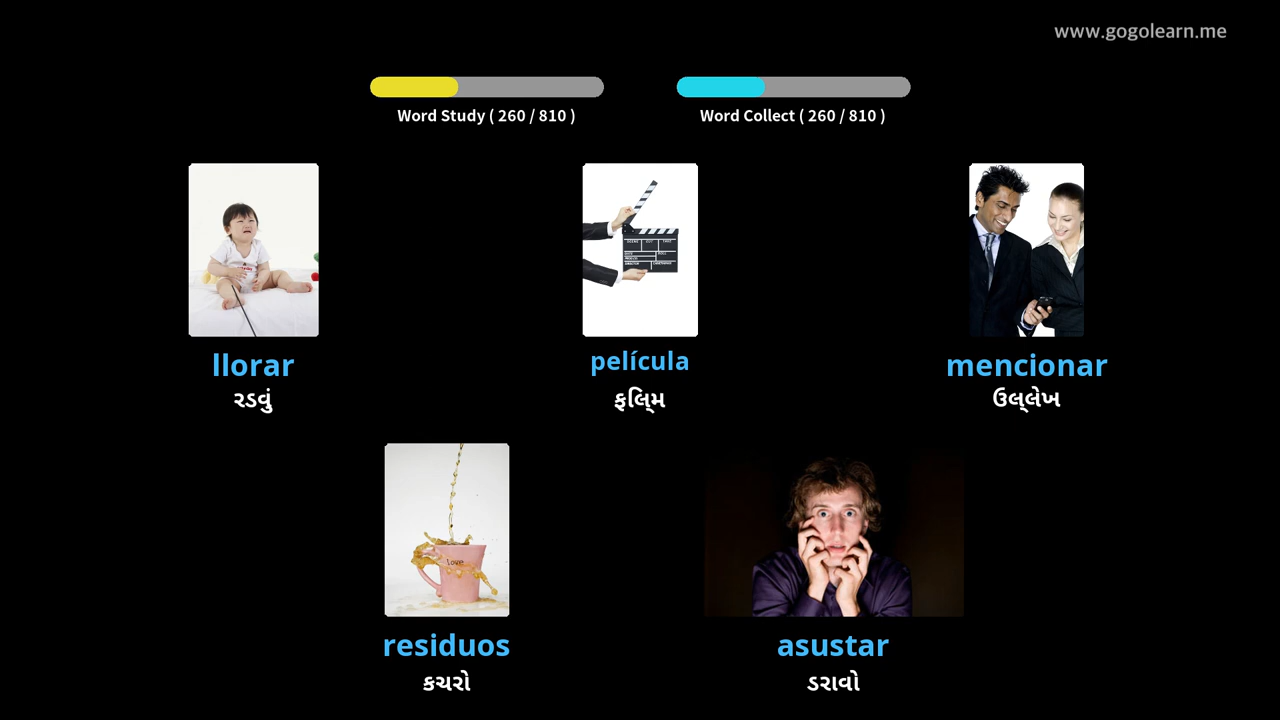 www.gogolearn.me
Word Study ( 260 / 810 )
Word Collect ( 260 / 810 )
llorar
રડવું
película
ફિલ્મ
mencionar
ઉલ્લેખ
love
residuos
કચરો
asustar
ડરાવો